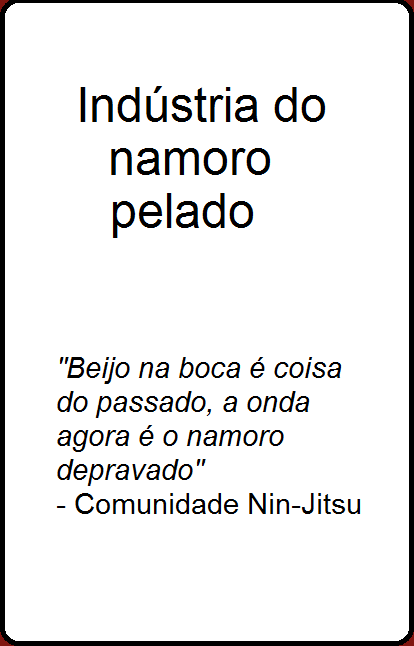 Indústria do
namoro
pelado
"Beijo na boca é coisa
do passado, a onda
agora é o namoro
depravado"
- Comunidade Nin-Jitsu